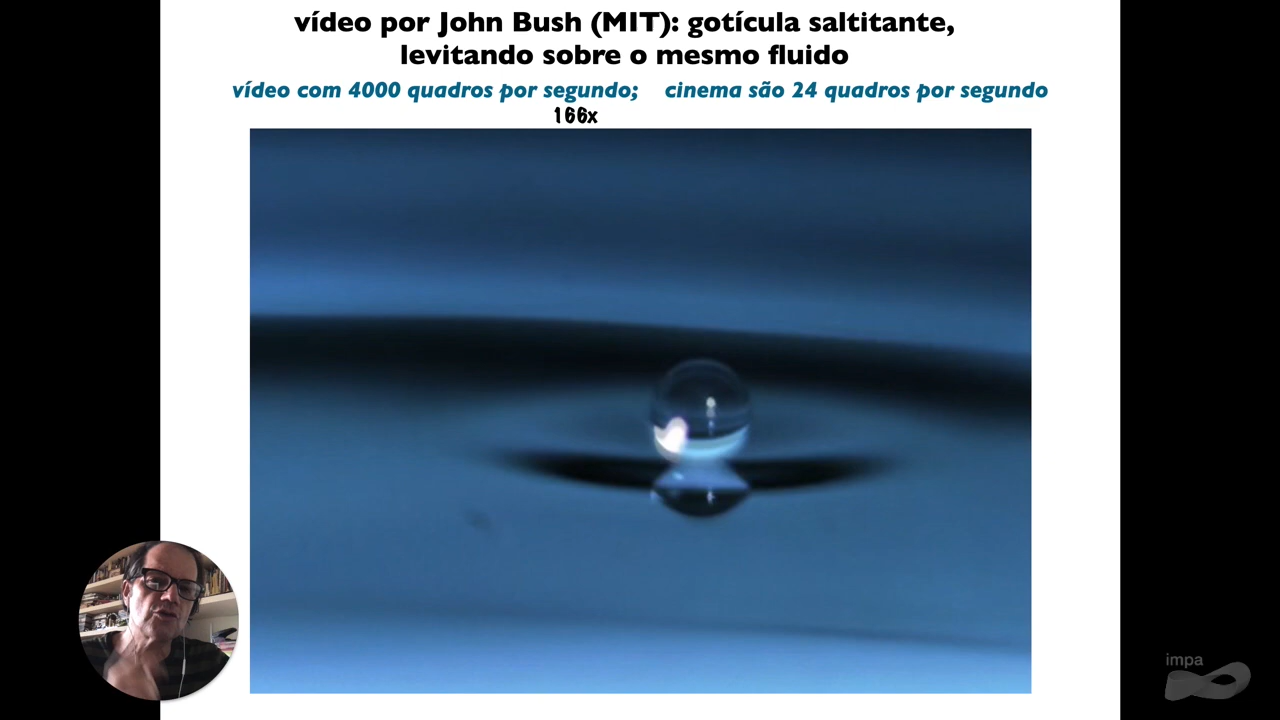 vídeo por John Bush (MIT): gotícula saltitante,
levitando sobre o mesmo fluido
vídeo com 4000 quadros por segundo; cinema são 24 quadros por segundo
166x
impa